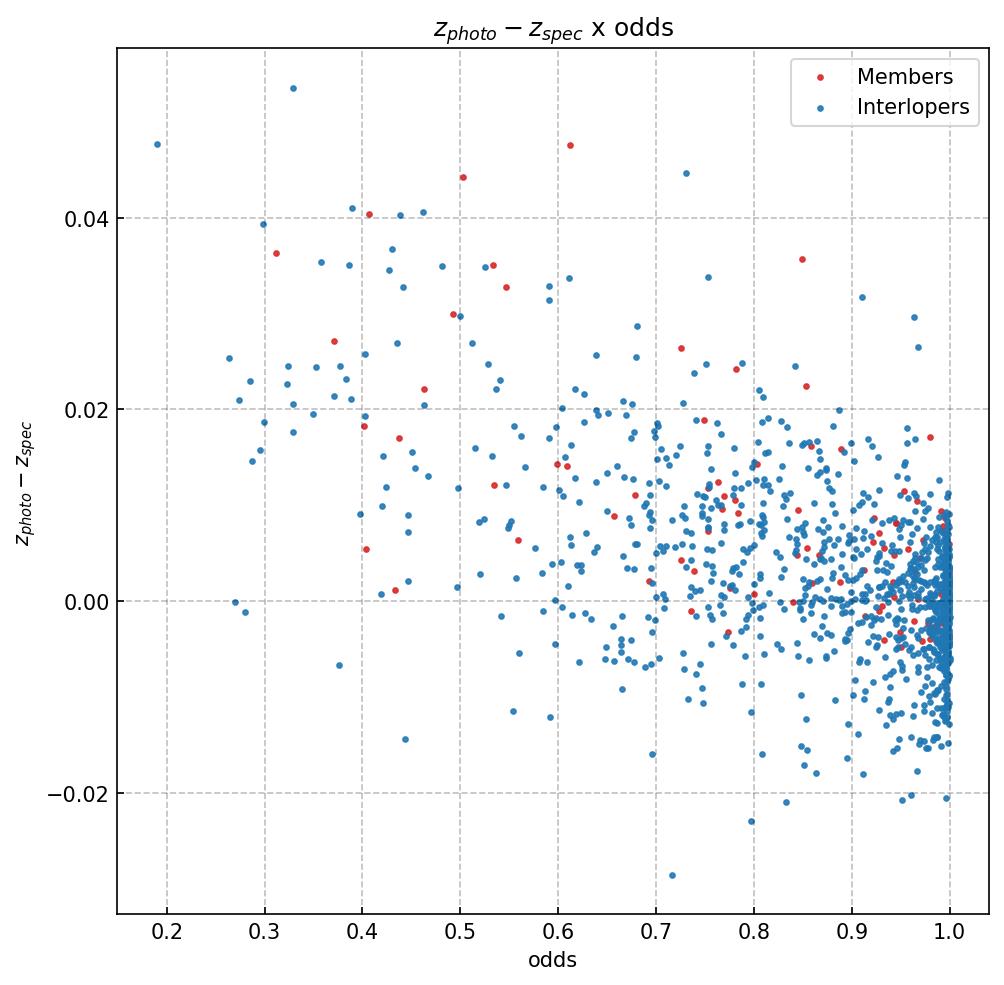 z_photo − z_spec x odds
Members
Interlopers
z_photo − z_spec
0.04
0.02
0.00
−0.02
0.2 0.3 0.4 0.5 0.6 0.7 0.8 0.9 1.0
odds